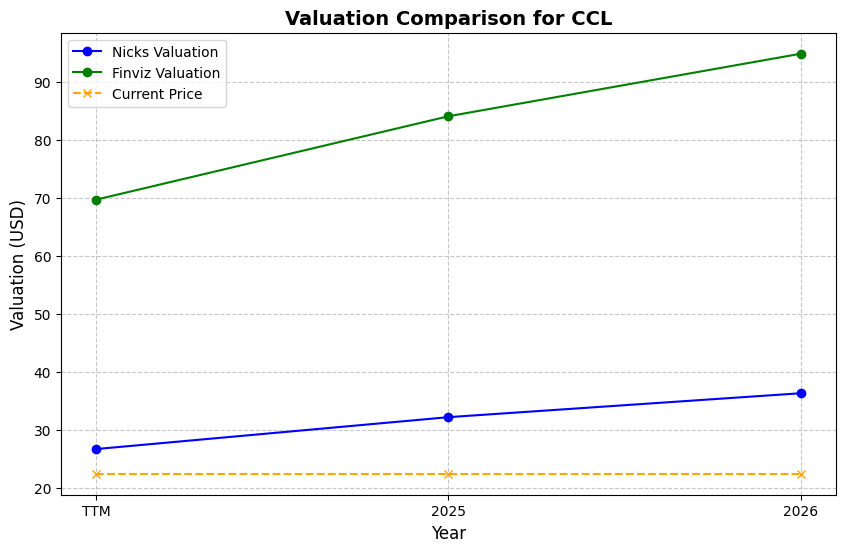 Valuation Comparison for CCL
Nicks Valuation
Finviz Valuation
Current Price
Valuation (USD)
90
80
70
60
50
40
30
20
TTM 2025 2026
Year